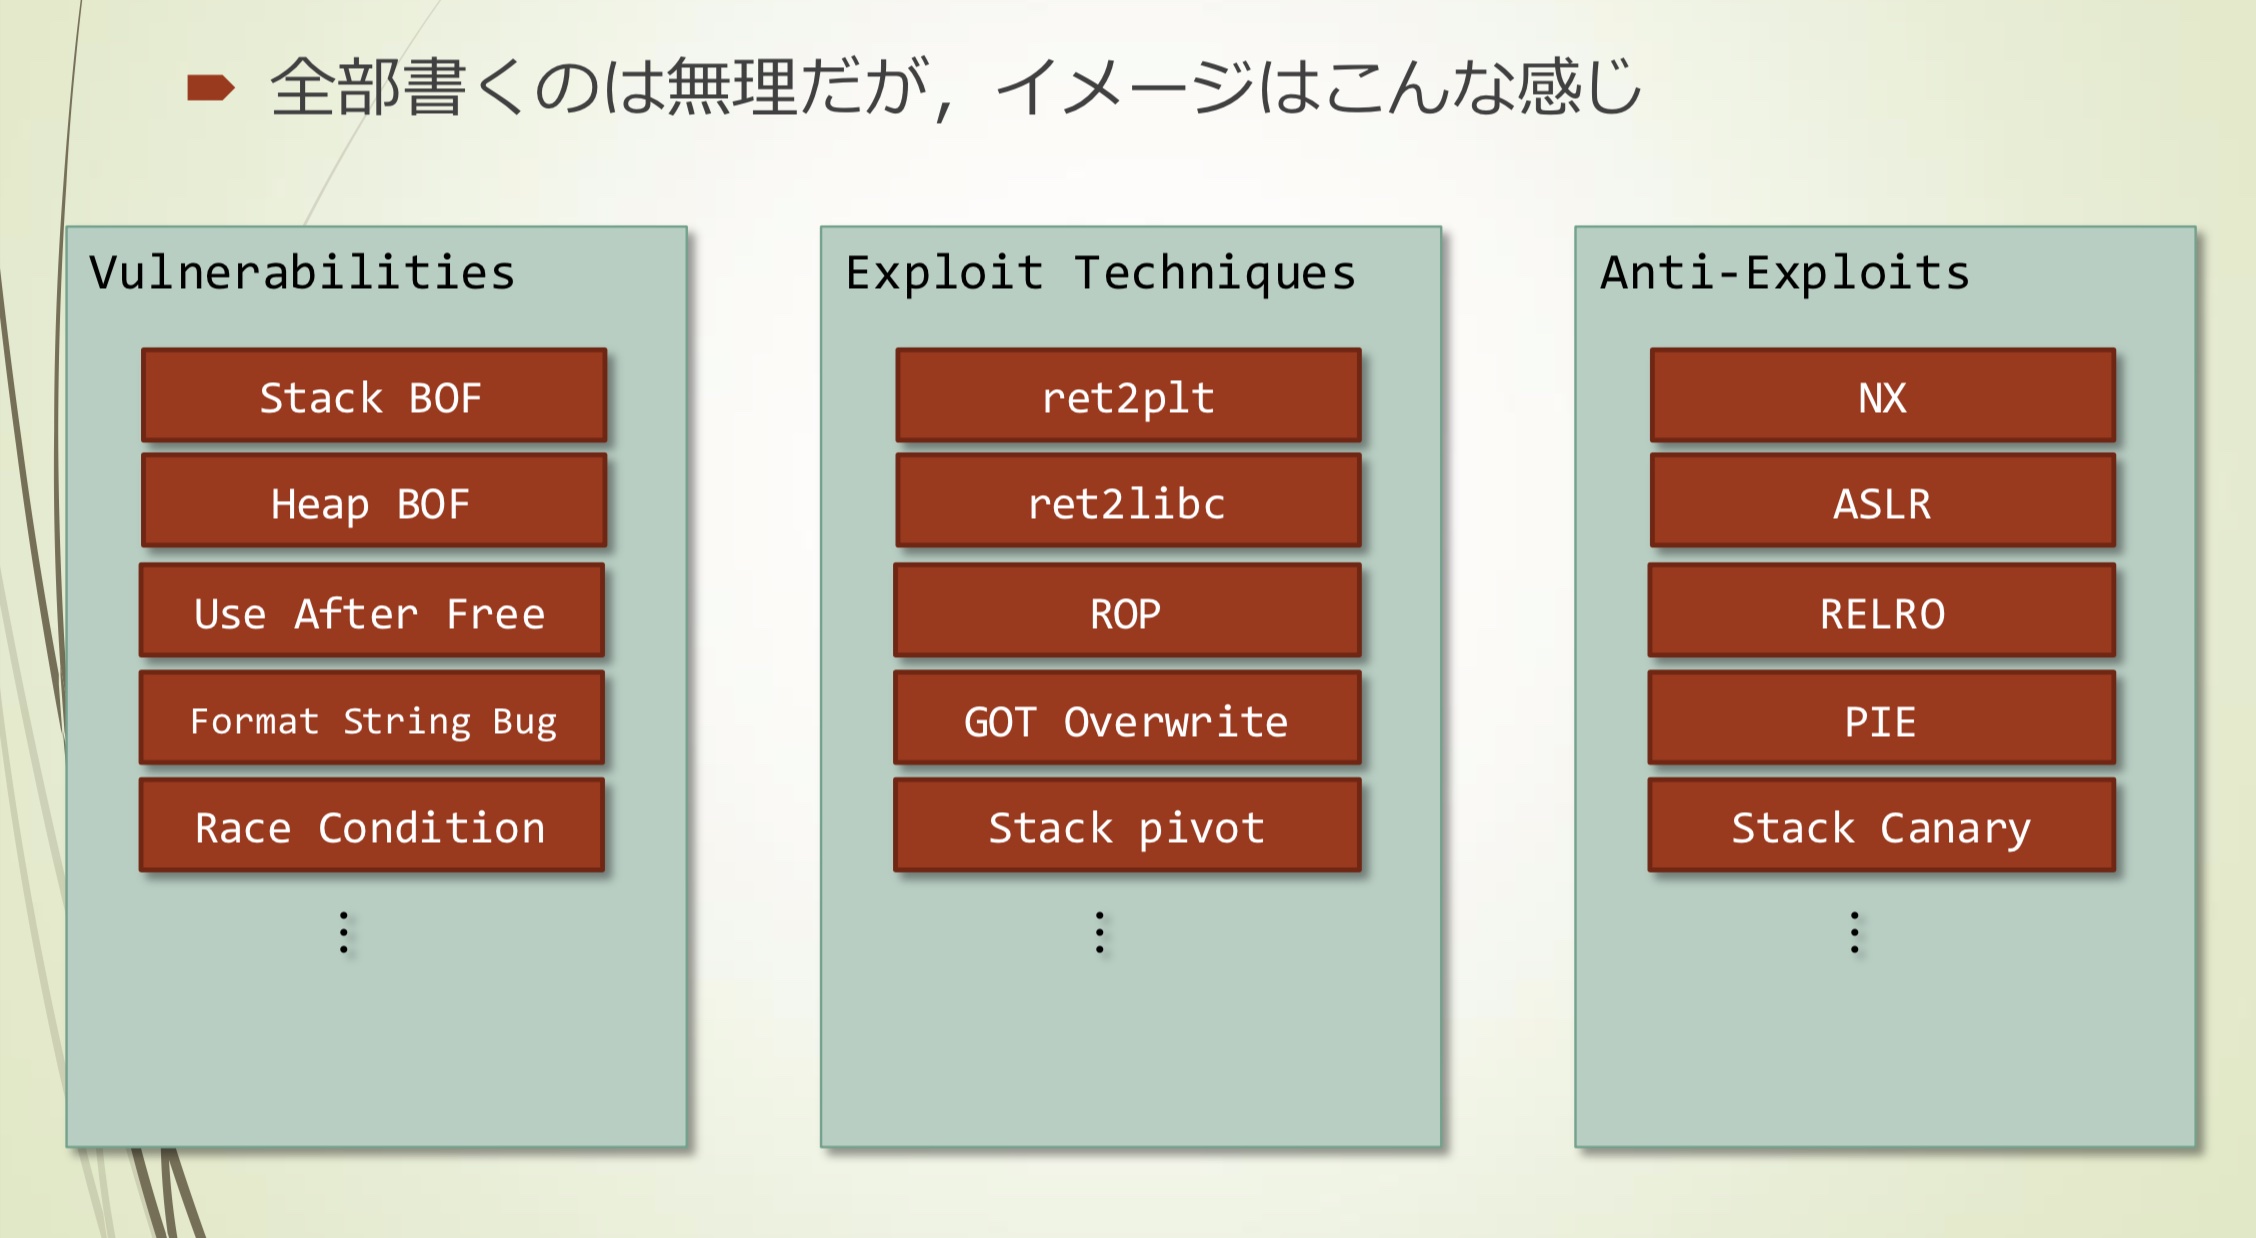 全部書くのは無理だが，イメージはこんな感じ
Vulnerabilities
Stack BOF
Heap BOF
Use After Free
Format String Bug
Race Condition
⋮
Exploit Techniques
ret2plt
ret2libc
ROP
GOT Overwrite
Stack pivot
⋮
Anti-Exploits
NX
ASLR
RELRO
PIE
Stack Canary
⋮